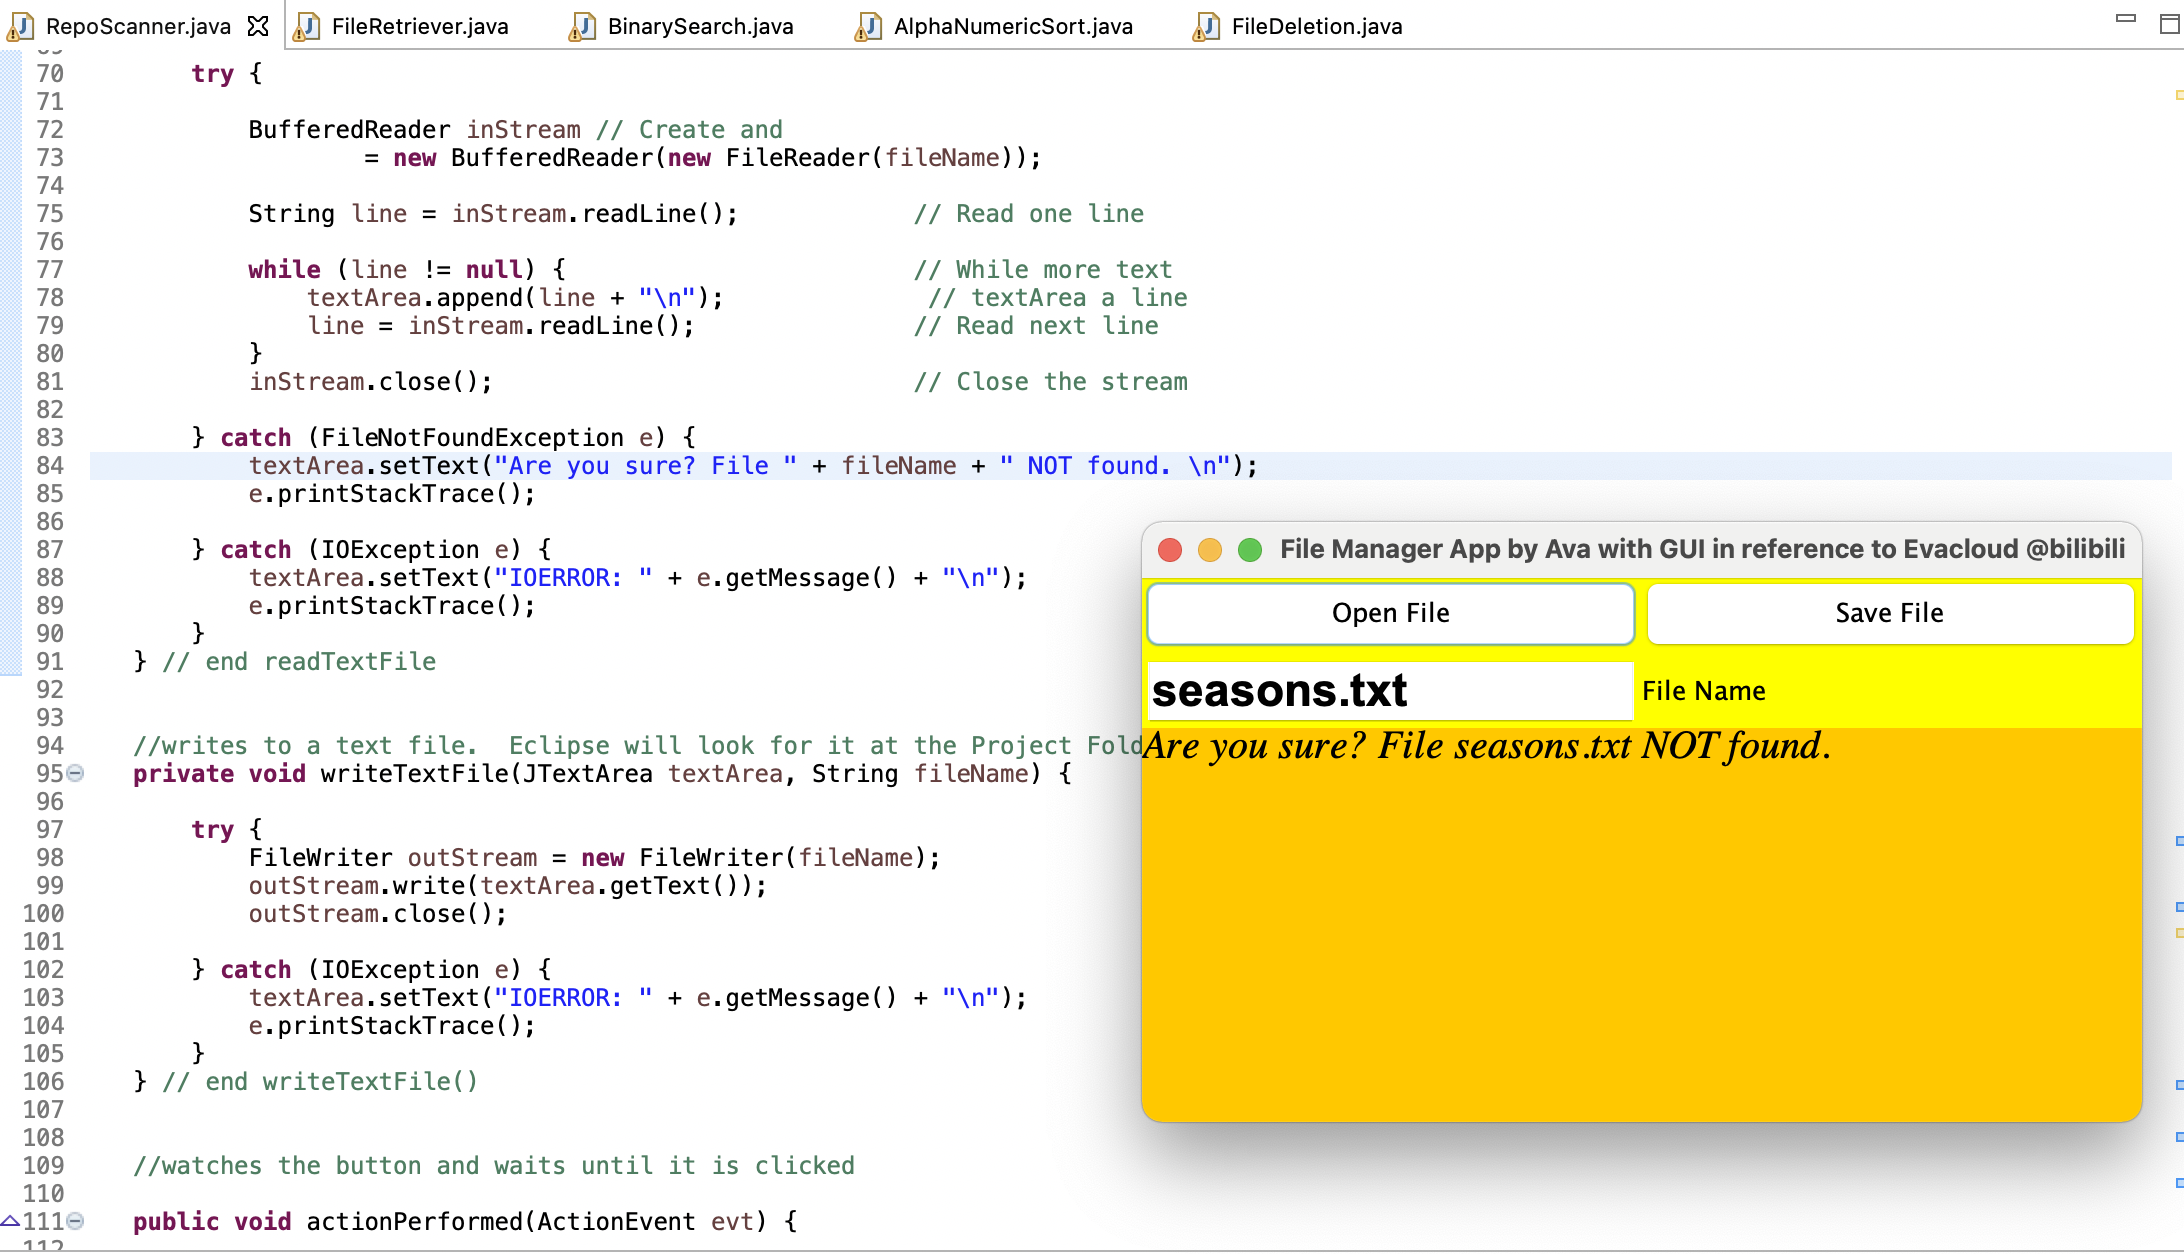 RepoScanner.java FileRetriever.java BinarySearch.java AlphaNumericSort.java FileDeletion.java
69
70 try {
71
72 BufferedReader inStream // Create and
73 = new BufferedReader(new FileReader(fileName));
74
75 String line = inStream.readLine(); // Read one line
76
77 while (line != null) { // While more text
78 textArea.append(line + "\n"); // textArea a line
79 line = inStream.readLine(); // Read next line
80 }
81 inStream.close(); // Close the stream
82
83 } catch (FileNotFoundException e) {
84 textArea.setText("Are you sure? File " + fileName + " NOT found. \n");
85 e.printStackTrace();
86
87 } catch (IOException e) {
88 textArea.setText("IOERROR: " + e.getMessage() + "\n");
89 e.printStackTrace();
90 }
91 } // end readTextFile
92
93
94 //writes to a text file.  Eclipse will look for it at the Project Fold
95 private void writeTextFile(JTextArea textArea, String fileName) {
96
97 try {
98 FileWriter outStream = new FileWriter(fileName);
99 outStream.write(textArea.getText());
100 outStream.close();
101
102 } catch (IOException e) {
103 textArea.setText("IOERROR: " + e.getMessage() + "\n");
104 e.printStackTrace();
105 }
106 } // end writeTextFile()
107
108
109 //watches the button and waits until it is clicked
110
111 public void actionPerformed(ActionEvent evt) {
112
File Manager App by Ava with GUI in reference to Evacloud @bilibili
Open File Save File
seasons.txt File Name
Are you sure? File seasons.txt NOT found.